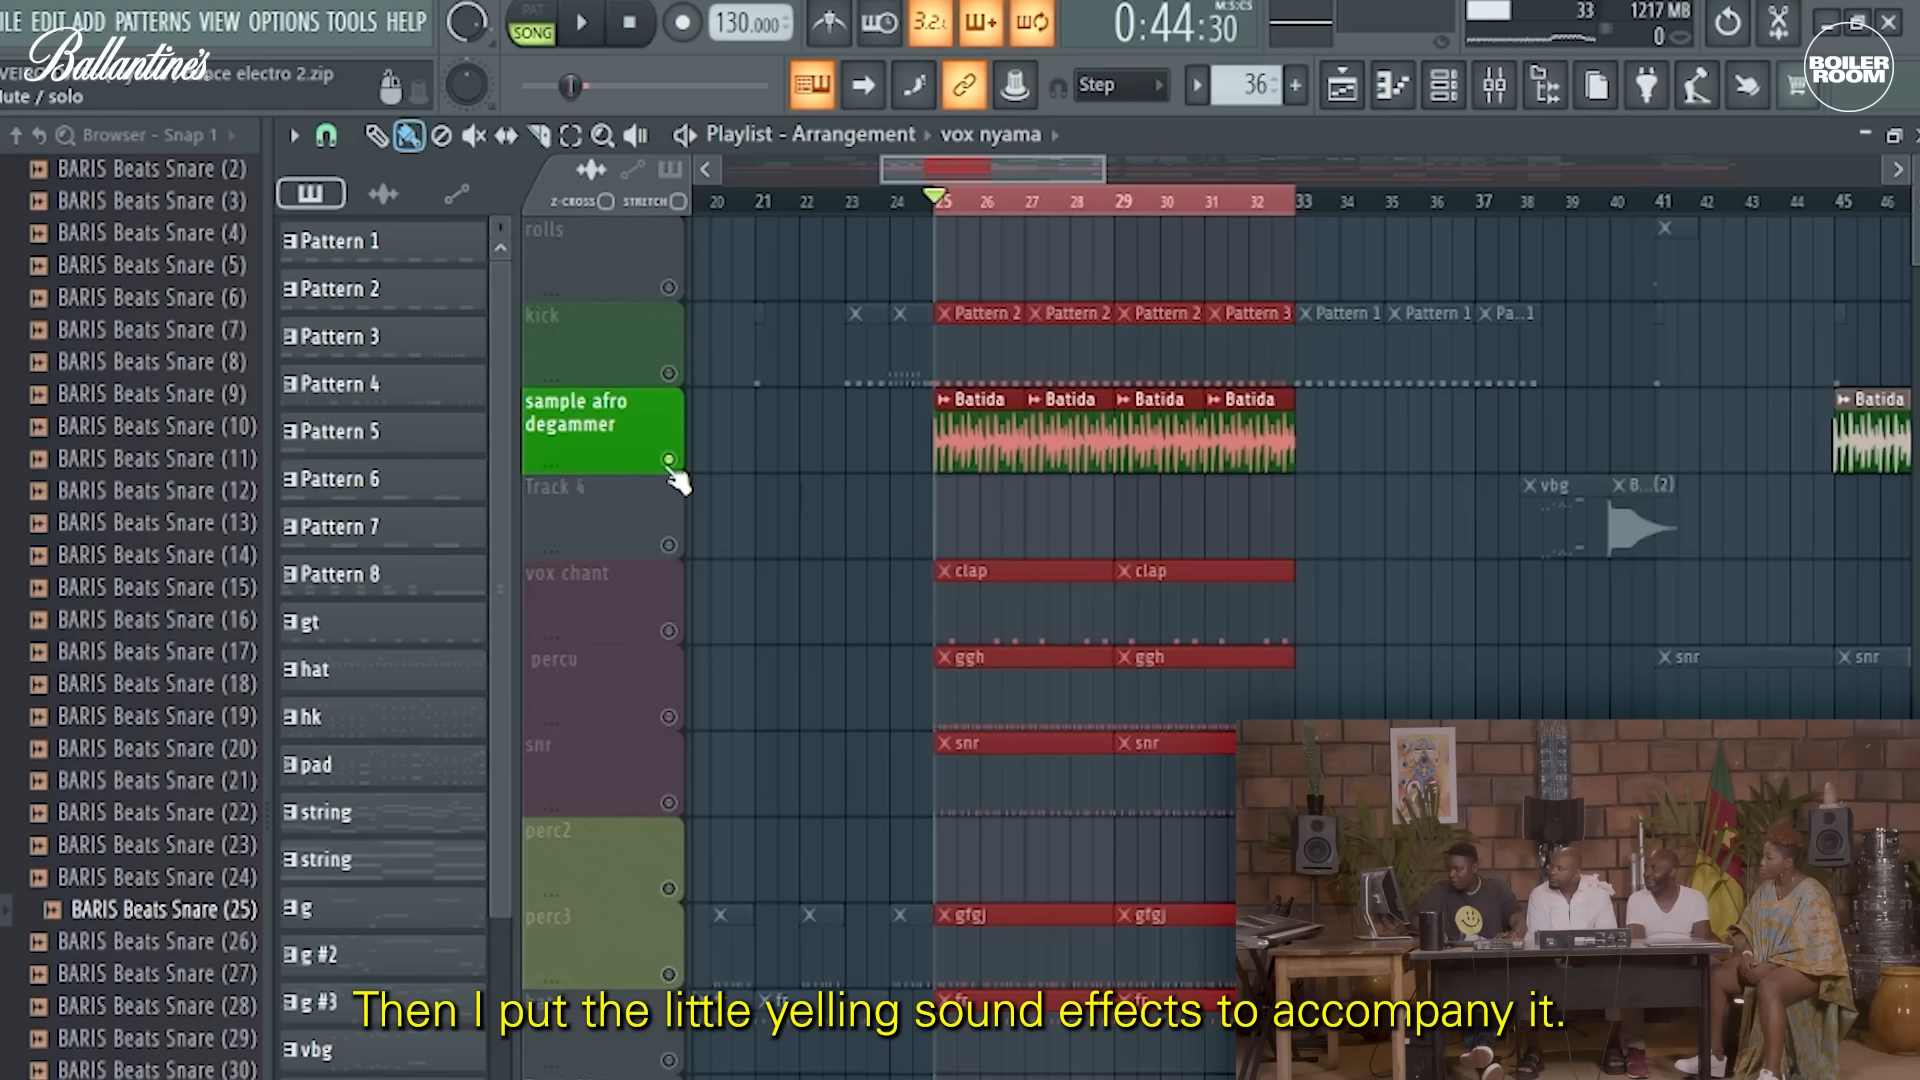 ILE EDIT ADD PATTERNS VIEW OPTIONS TOOLS HELP
PAT
SONG
130.000
3.2
0:44:30
M:S:CS
33
1217 MB
0
Ballantine's
ce electro 2.zip
lute / solo
Step
36
BOILER
ROOM
Browser - Snap 1
Playlist - Arrangement
vox nyama
Z-CROSS
STRETCH
20 21 22 23 24 25 26 27 28 29 30 31 32 33 34 35 36 37 38 39 40 41 42 43 44 45 46
BARIS Beats Snare (2)
BARIS Beats Snare (3)
BARIS Beats Snare (4)
BARIS Beats Snare (5)
BARIS Beats Snare (6)
BARIS Beats Snare (7)
BARIS Beats Snare (8)
BARIS Beats Snare (9)
BARIS Beats Snare (10)
BARIS Beats Snare (11)
BARIS Beats Snare (12)
BARIS Beats Snare (13)
BARIS Beats Snare (14)
BARIS Beats Snare (15)
BARIS Beats Snare (16)
BARIS Beats Snare (17)
BARIS Beats Snare (18)
BARIS Beats Snare (19)
BARIS Beats Snare (20)
BARIS Beats Snare (21)
BARIS Beats Snare (22)
BARIS Beats Snare (23)
BARIS Beats Snare (24)
BARIS Beats Snare (25)
BARIS Beats Snare (26)
BARIS Beats Snare (27)
BARIS Beats Snare (28)
BARIS Beats Snare (29)
BARIS Beats Snare (30)
Pattern 1
Pattern 2
Pattern 3
Pattern 4
Pattern 5
Pattern 6
Pattern 7
Pattern 8
gt
hat
hk
pad
string
string
g
g #2
g #3
vbg
rolls
kick
Pattern 2 Pattern 2 Pattern 2 Pattern 3 Pattern 1 Pattern 1 Pa..1
sample afro
degammer
Batida Batida Batida Batida Batida
Track 4
vbg B...(2)
vox chant
clap clap
percu
ggh ggh snr snr
snr
snr snr
perc2
perc3
gfgj gfgj
Then I put the little yelling sound effects to accompany it.